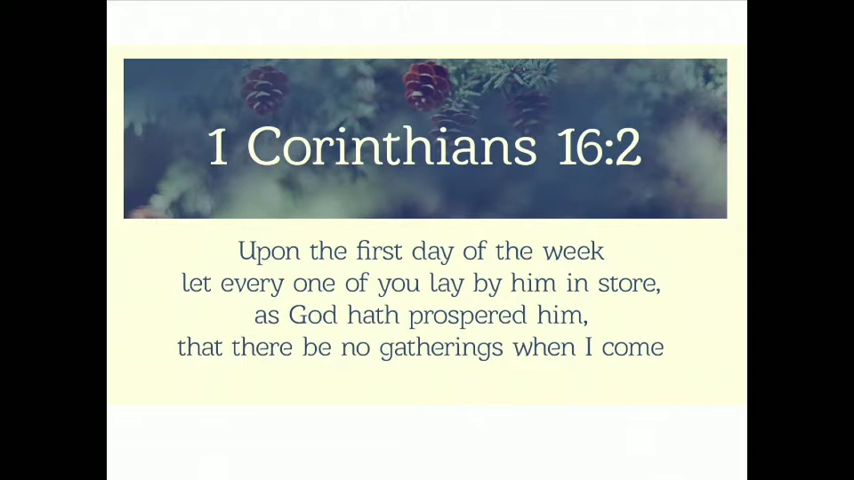 1 Corinthians 16:2
Upon the first day of the week
let every one of you lay by him in store,
as God hath prospered him,
that there be no gatherings when I come